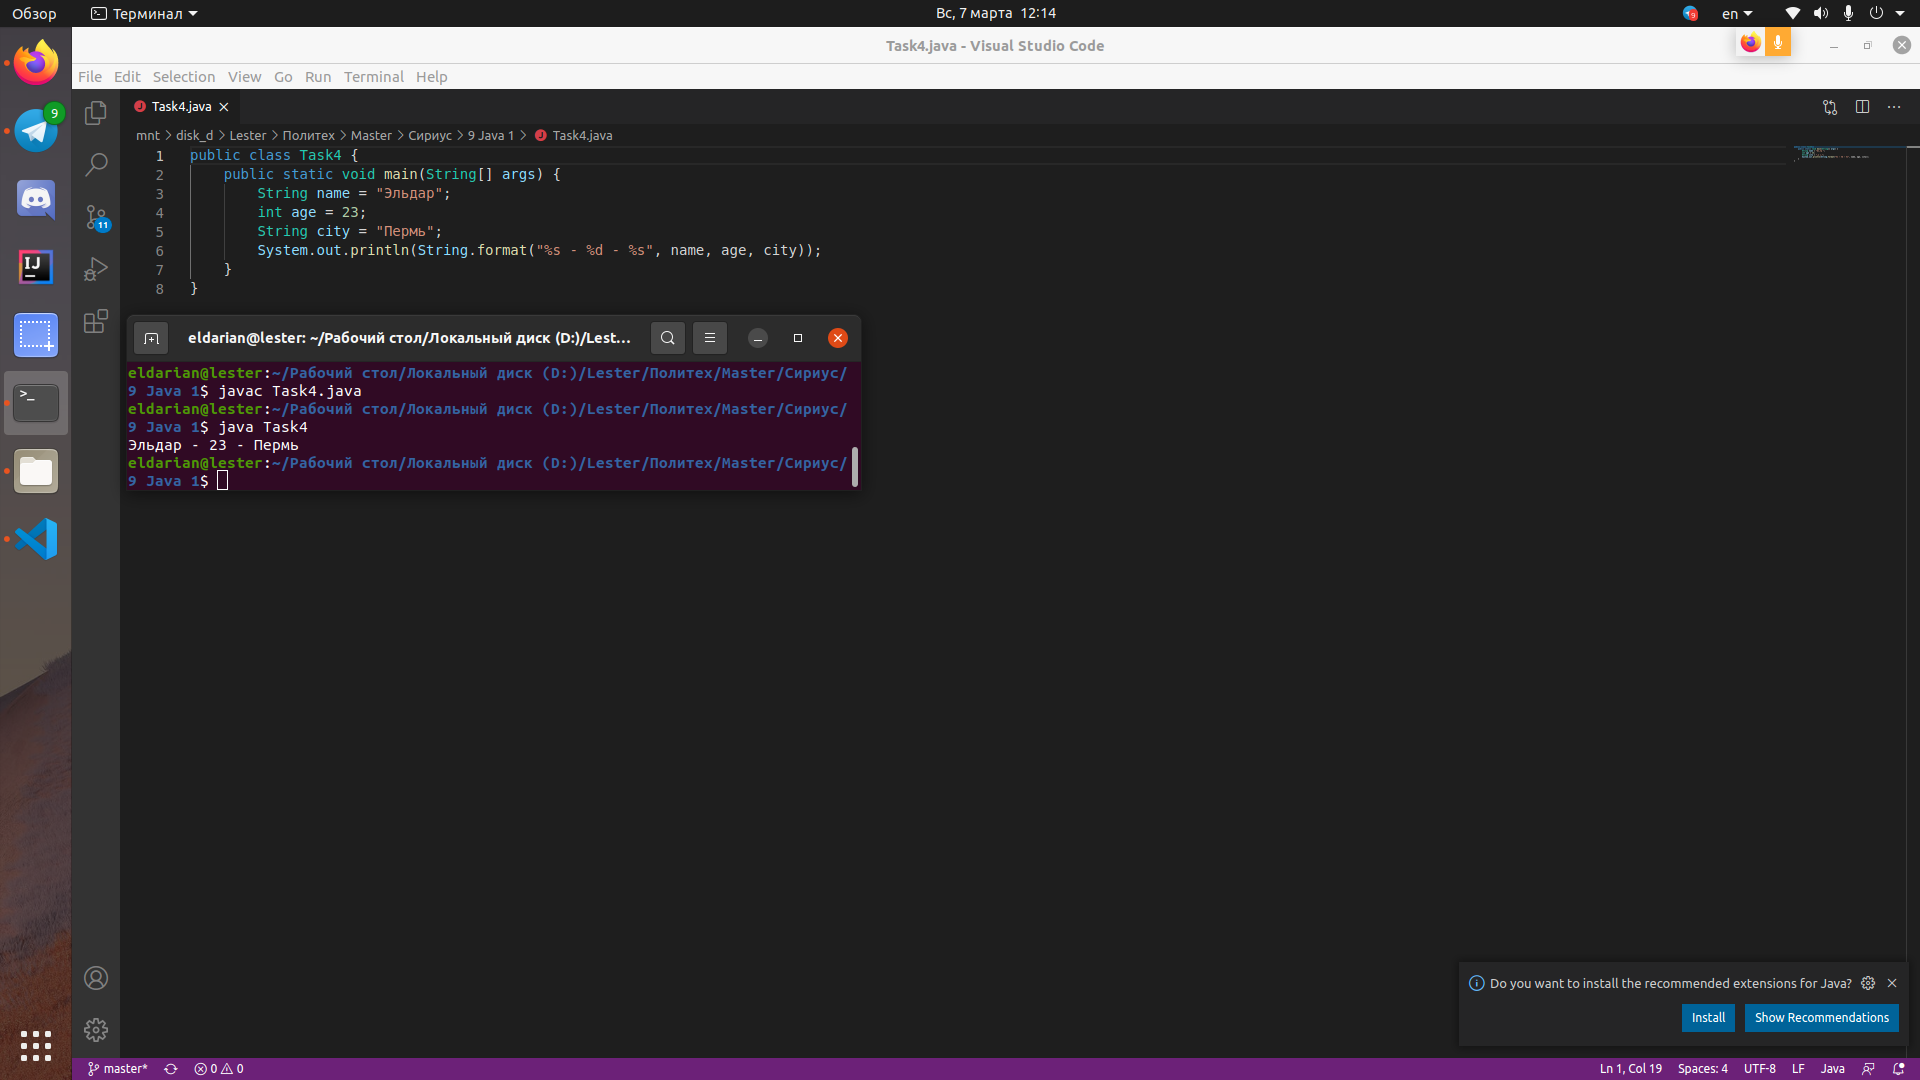 Обзор
Терминал
Вс, 7 марта 12:14
en
Task4.java - Visual Studio Code
File Edit Selection View Go Run Terminal Help
9
Task4.java
mnt > disk_d > Lester > Политех > Master > Сириус > 9 Java 1 > Task4.java
1 public class Task4 {
2 public static void main(String[] args) {
3 String name = "Эльдар";
4 int age = 23;
5 String city = "Пермь";
6 System.out.println(String.format("%s - %d - %s", name, age, city));
7 }
8 }
11
IJ
eldarian@lester: ~/Рабочий стол/Локальный диск (D:)/Lest...
eldarian@lester:~/Рабочий стол/Локальный диск (D:)/Lester/Политех/Master/Сириус/
9 Java 1$ javac Task4.java
eldarian@lester:~/Рабочий стол/Локальный диск (D:)/Lester/Политех/Master/Сириус/
9 Java 1$ java Task4
Эльдар - 23 - Пермь
eldarian@lester:~/Рабочий стол/Локальный диск (D:)/Lester/Политех/Master/Сириус/
9 Java 1$
Do you want to install the recommended extensions for Java?
Install Show Recommendations
master* 0 0 Ln 1, Col 19 Spaces: 4 UTF-8 LF Java